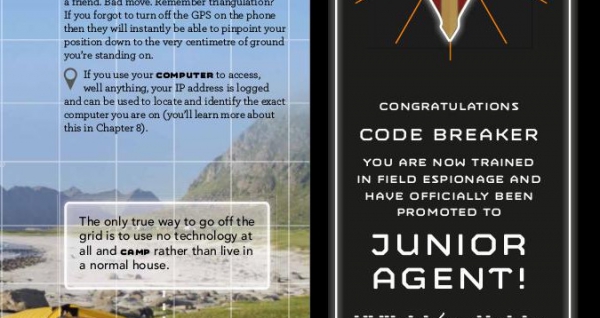 a friend. Bad move. Remember triangulation?
If you forgot to turn off the GPS on the phone
then they will instantly be able to pinpoint your
position down to the very centimetre of ground
you're standing on.
If you use your COMPUTER to access,
well anything, your IP address is logged
and can be used to locate and identify the exact
computer you are on (you'll learn more about
this in Chapter 8).
The only true way to go off the
grid is to use no technology at
all and CAMP rather than live in
a normal house.
CONGRATULATIONS
CODE BREAKER
YOU ARE NOW TRAINED
IN FIELD ESPIONAGE AND
HAVE OFFICIALLY BEEN
PROMOTED TO
JUNIOR
AGENT!